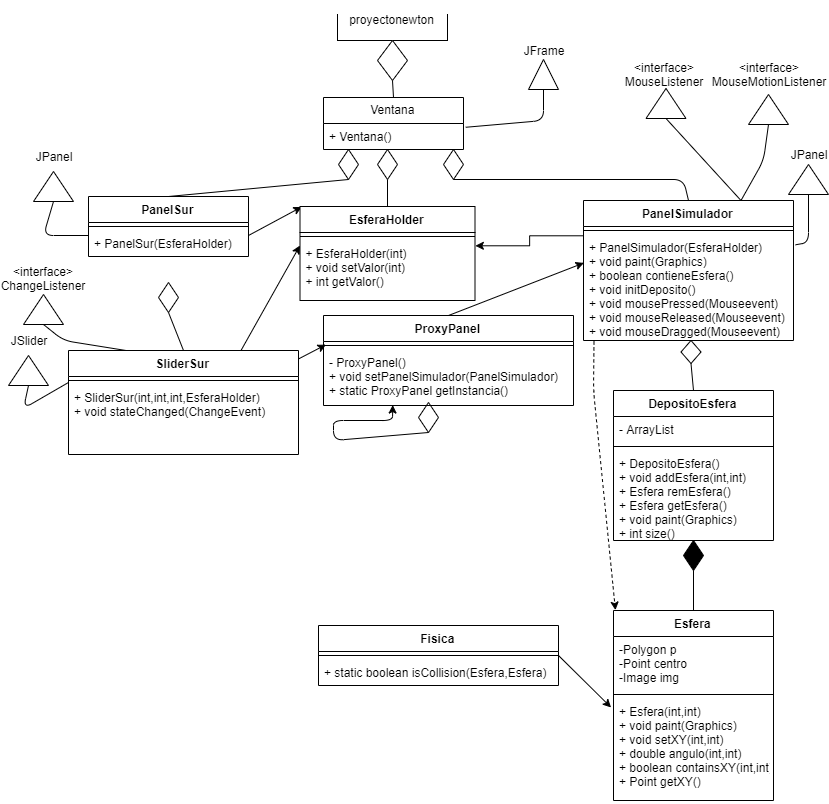 proyectonewton
JFrame
<interface>
MouseListener
<interface>
MouseMotionListener
Ventana
+ Ventana()
JPanel
JPanel
PanelSur
+ PanelSur(EsferaHolder)
EsferaHolder
+ EsferaHolder(int)
+ void setValor(int)
+ int getValor()
PanelSimulador
+ PanelSimulador(EsferaHolder)
+ void paint(Graphics)
+ boolean contieneEsfera()
+ void initDeposito()
+ void mousePressed(Mouseevent)
+ void mouseReleased(Mouseevent)
+ void mouseDragged(Mouseevent)
<interface>
ChangeListener
JSlider
SliderSur
+ SliderSur(int,int,int,EsferaHolder)
+ void stateChanged(ChangeEvent)
ProxyPanel
- ProxyPanel()
+ void setPanelSimulador(PanelSimulador)
+ static ProxyPanel getInstancia()
DepositoEsfera
- ArrayList
+ DepositoEsfera()
+ void addEsfera(int,int)
+ Esfera remEsfera()
+ Esfera getEsfera()
+ void paint(Graphics)
+ int size()
Fisica
+ static boolean isCollision(Esfera,Esfera)
Esfera
-Polygon p
-Point centro
-Image img
+ Esfera(int,int)
+ void paint(Graphics)
+ void setXY(int,int)
+ double angulo(int,int)
+ boolean containsXY(int,int
+ Point getXY()